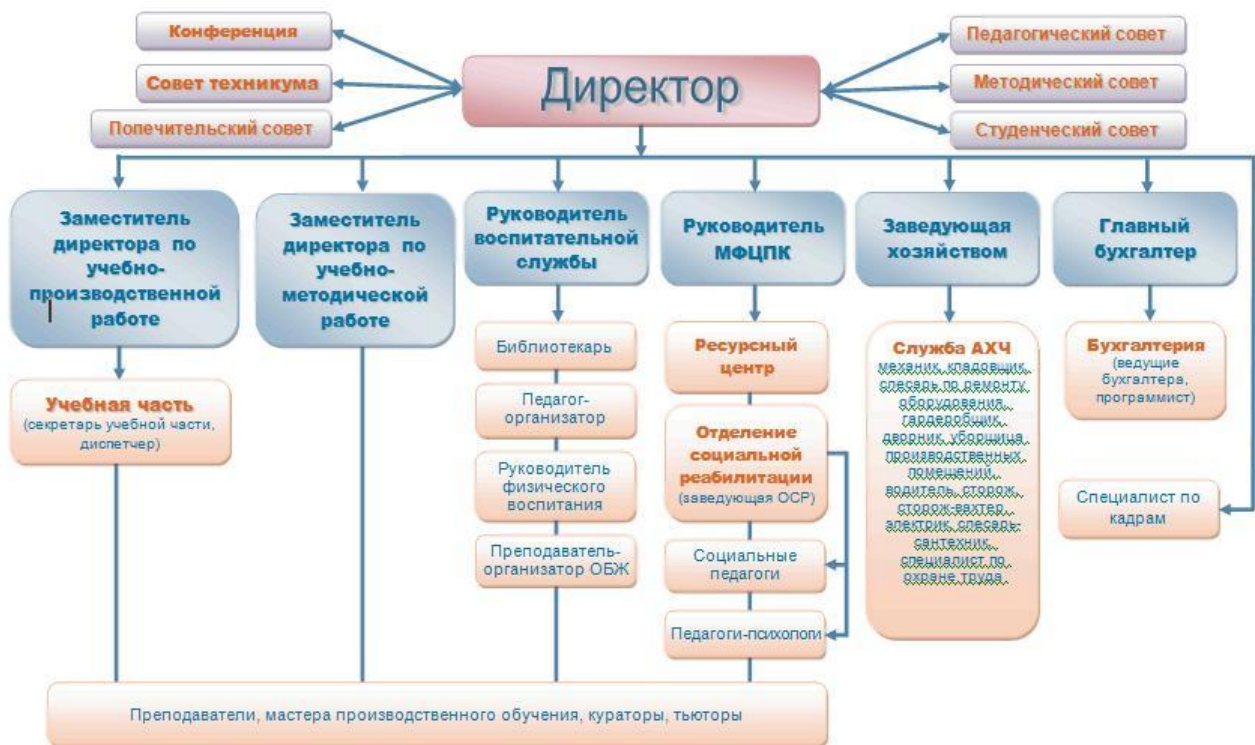 Конференция
Совет техникума
Попечительский совет
Директор
Педагогический совет
Методический совет
Студенческий совет
Заместитель
директора по
учебно-
производственной
работе
Заместитель
директора по
учебно-
методической
работе
Руководитель
воспитательной
службы
Руководитель
МФЦПК
Заведующая
хозяйством
Главный
бухгалтер
Учебная часть
(секретарь учебной части,
диспетчер)
Библиотекарь
Педагог-
организатор
Руководитель
физического
воспитания
Преподаватель-
организатор ОБЖ
Ресурсный
центр
Отделение
социальной
реабилитации
(заведующая ОСР)
Социальные
педагоги
Педагоги-психологи
Служба АХЧ
механик, кладовщик,
слесарь по ремонту
оборудования,
гардеробщик,
дворник, уборщица
производственных
помещений,
водитель, сторож,
сторож-вахтер,
электрик, слесарь-
сантехник,
специалист по
охране труда
Бухгалтерия
(ведущие
бухгалтера,
программист)
Специалист по
кадрам
Преподаватели, мастера производственного обучения, кураторы, тьюторы